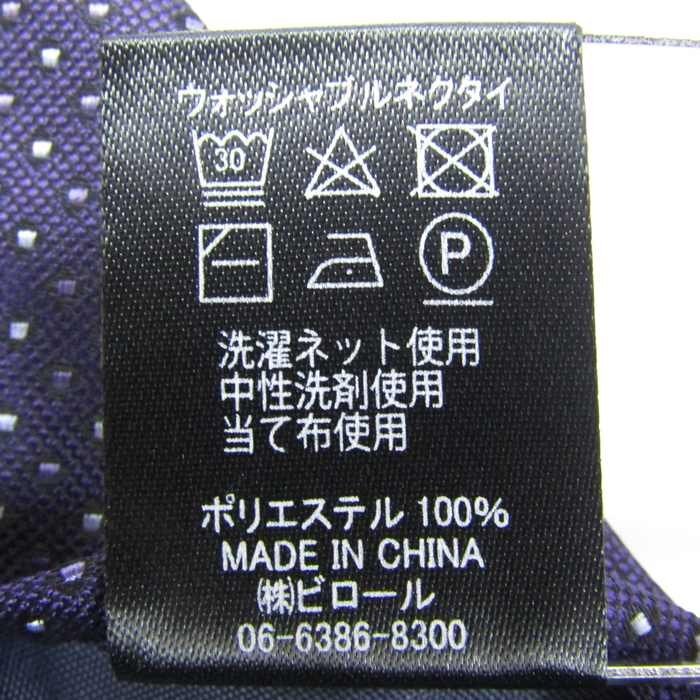 ウォッシャブルネクタイ
30
P
洗濯ネット使用
中性洗剤使用
当て布使用
ポリエステル 100%
MADE IN CHINA
㈱ビロール
06-6386-8300